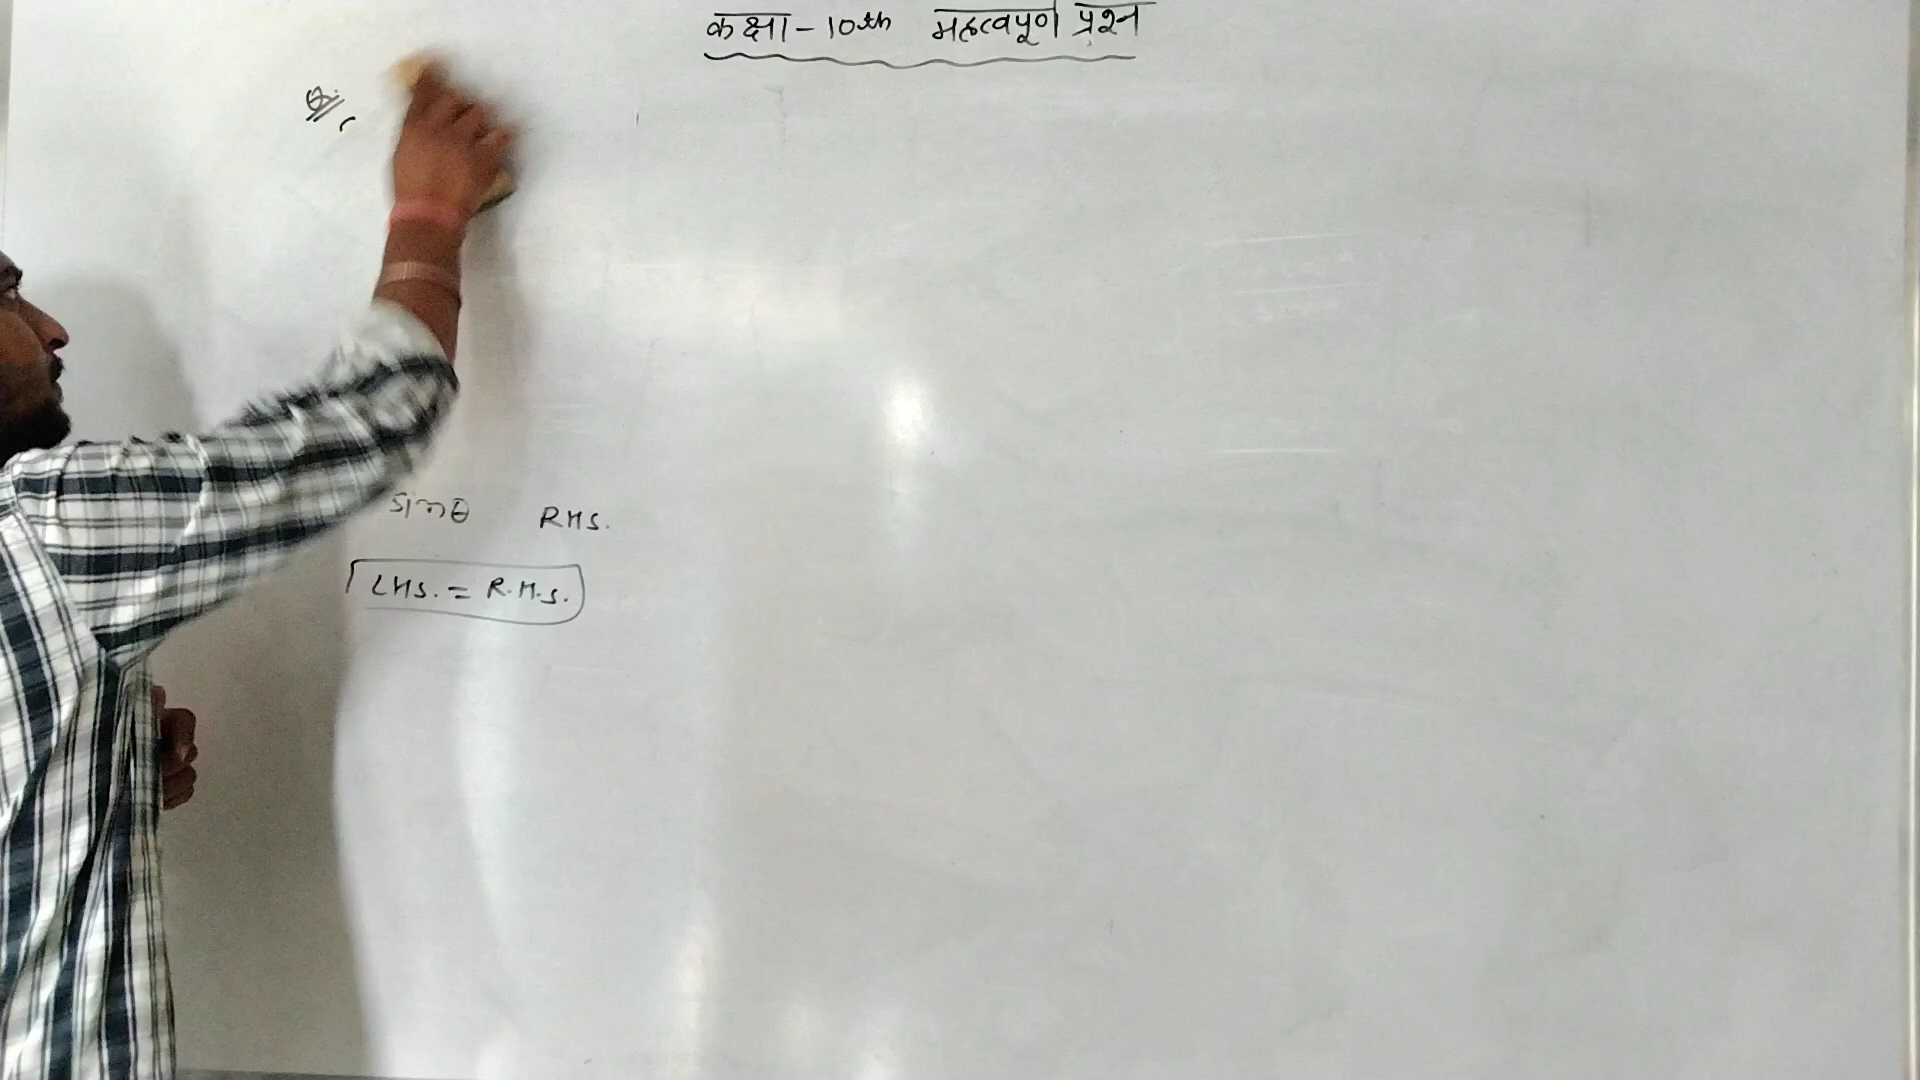 कक्षा - 10th महत्वपूर्ण प्रश्न
Q.
sinθ RHS.
LHS. = R.H.S.